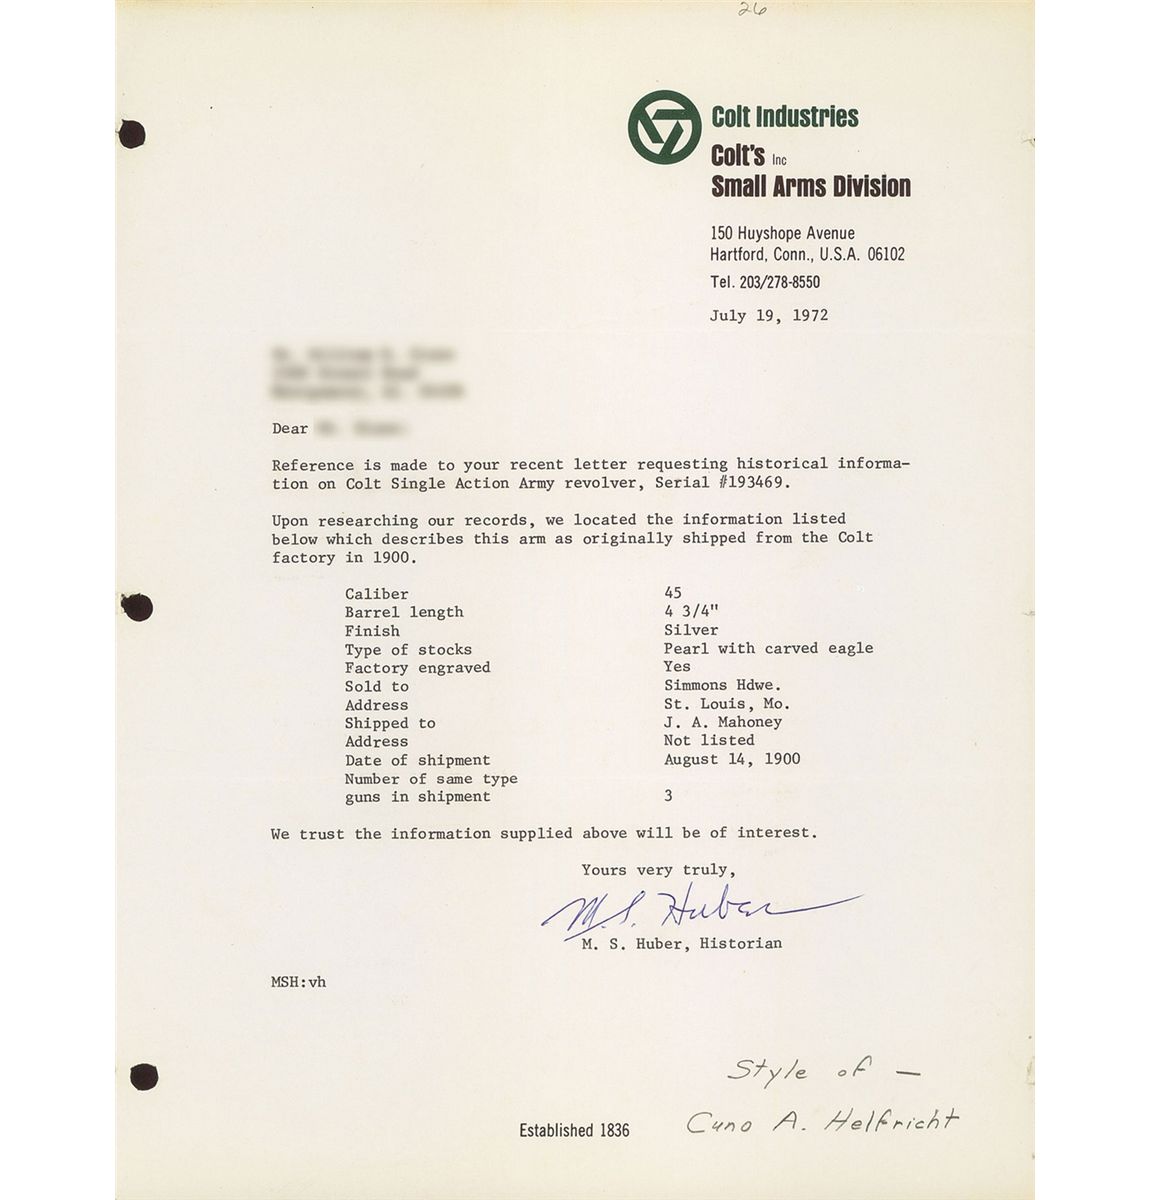 26
Colt Industries
Colt's Inc
Small Arms Division
150 Huyshope Avenue
Hartford, Conn., U.S.A. 06102
Tel. 203/278-8550
July 19, 1972
Dear
Reference is made to your recent letter requesting historical informa-
tion on Colt Single Action Army revolver, Serial #193469.
Upon researching our records, we located the information listed
below which describes this arm as originally shipped from the Colt
factory in 1900.
Caliber 45
Barrel length 4 3/4"
Finish Silver
Type of stocks Pearl with carved eagle
Factory engraved Yes
Sold to Simmons Hdwe.
Address St. Louis, Mo.
Shipped to J. A. Mahoney
Address Not listed
Date of shipment August 14, 1900
Number of same type
guns in shipment 3
We trust the information supplied above will be of interest.
Yours very truly,
M. S. Huber
M. S. Huber, Historian
MSH:vh
Style of —
Cuno A. Helfricht
Established 1836